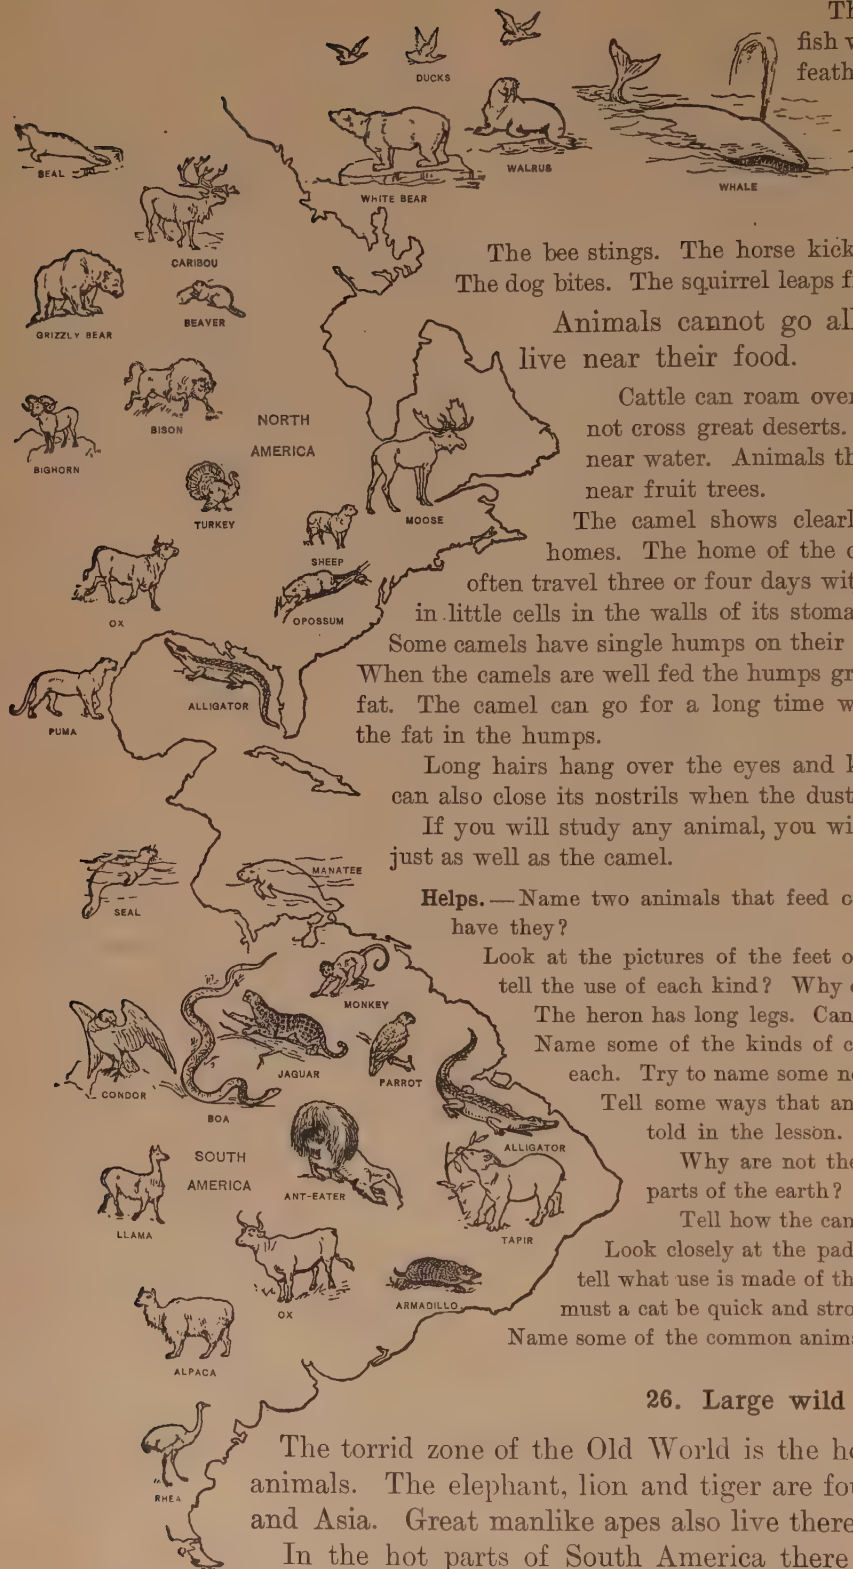 Th
fish w
feath
DUCKS
SEAL
WHITE BEAR
WALRUS
WHALE
CARIBOU
GRIZZLY BEAR
BEAVER
BISON
BIGHORN
NORTH
AMERICA
TURKEY
MOOSE
SHEEP
OX
OPOSSUM
PUMA
ALLIGATOR
The bee stings. The horse kick
The dog bites. The squirrel leaps f
Animals cannot go al
live near their food.
Cattle can roam over
not cross great deserts.
near water. Animals th
near fruit trees.
The camel shows clearl
homes. The home of the c
often travel three or four days wit
in little cells in the walls of its stoma
Some camels have single humps on their
When the camels are well fed the humps gr
fat. The camel can go for a long time w
the fat in the humps.
Long hairs hang over the eyes and k
can also close its nostrils when the dust
If you will study any animal, you wi
just as well as the camel.
SEAL
MANATEE
Helps.—Name two animals that feed o
have they?
Look at the pictures of the feet o
tell the use of each kind? Why
The heron has long legs. Can
Name some of the kinds of c
each. Try to name some n
Tell some ways that an
told in the lesson.
Why are not the
parts of the earth?
Tell how the cam
Look closely at the pad
tell what use is made of th
must a cat be quick and stro
Name some of the common anima
MONKEY
CONDOR
BOA
JAGUAR
PARROT
ALLIGATOR
SOUTH
AMERICA
LLAMA
ANT-EATER
TAPIR
OX
ARMADILLO
ALPACA
RHEA
26. Large wild
The torrid zone of the Old World is the h
animals. The elephant, lion and tiger are fou
and Asia. Great manlike apes also live there
In the hot parts of South America there